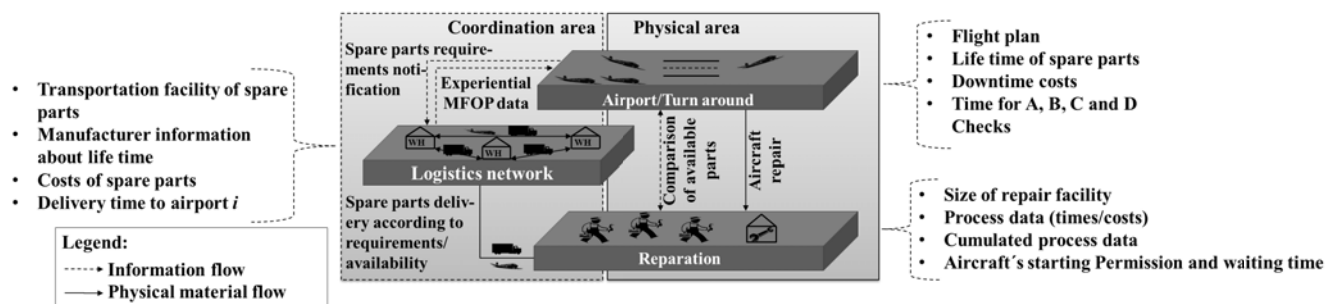 Coordination area
Physical area
Spare parts require-
ments noti-
fication
Experiential
MFOP data
Airport/Turn around
WH
WH
WH
Logistics network
Comparison
of available
parts
Aircraft
repair
Spare parts deliv-
ery according to
requirements/
availability
Reparation
• Transportation facility of spare
parts
• Manufacturer information
about life time
• Costs of spare parts
• Delivery time to airport i
Legend:
Information flow
Physical material flow
• Flight plan
• Life time of spare parts
• Downtime costs
• Time for A, B, C and D
Checks
• Size of repair facility
• Process data (times/costs)
• Cumulated process data
• Aircraft´s starting Permission and waiting time